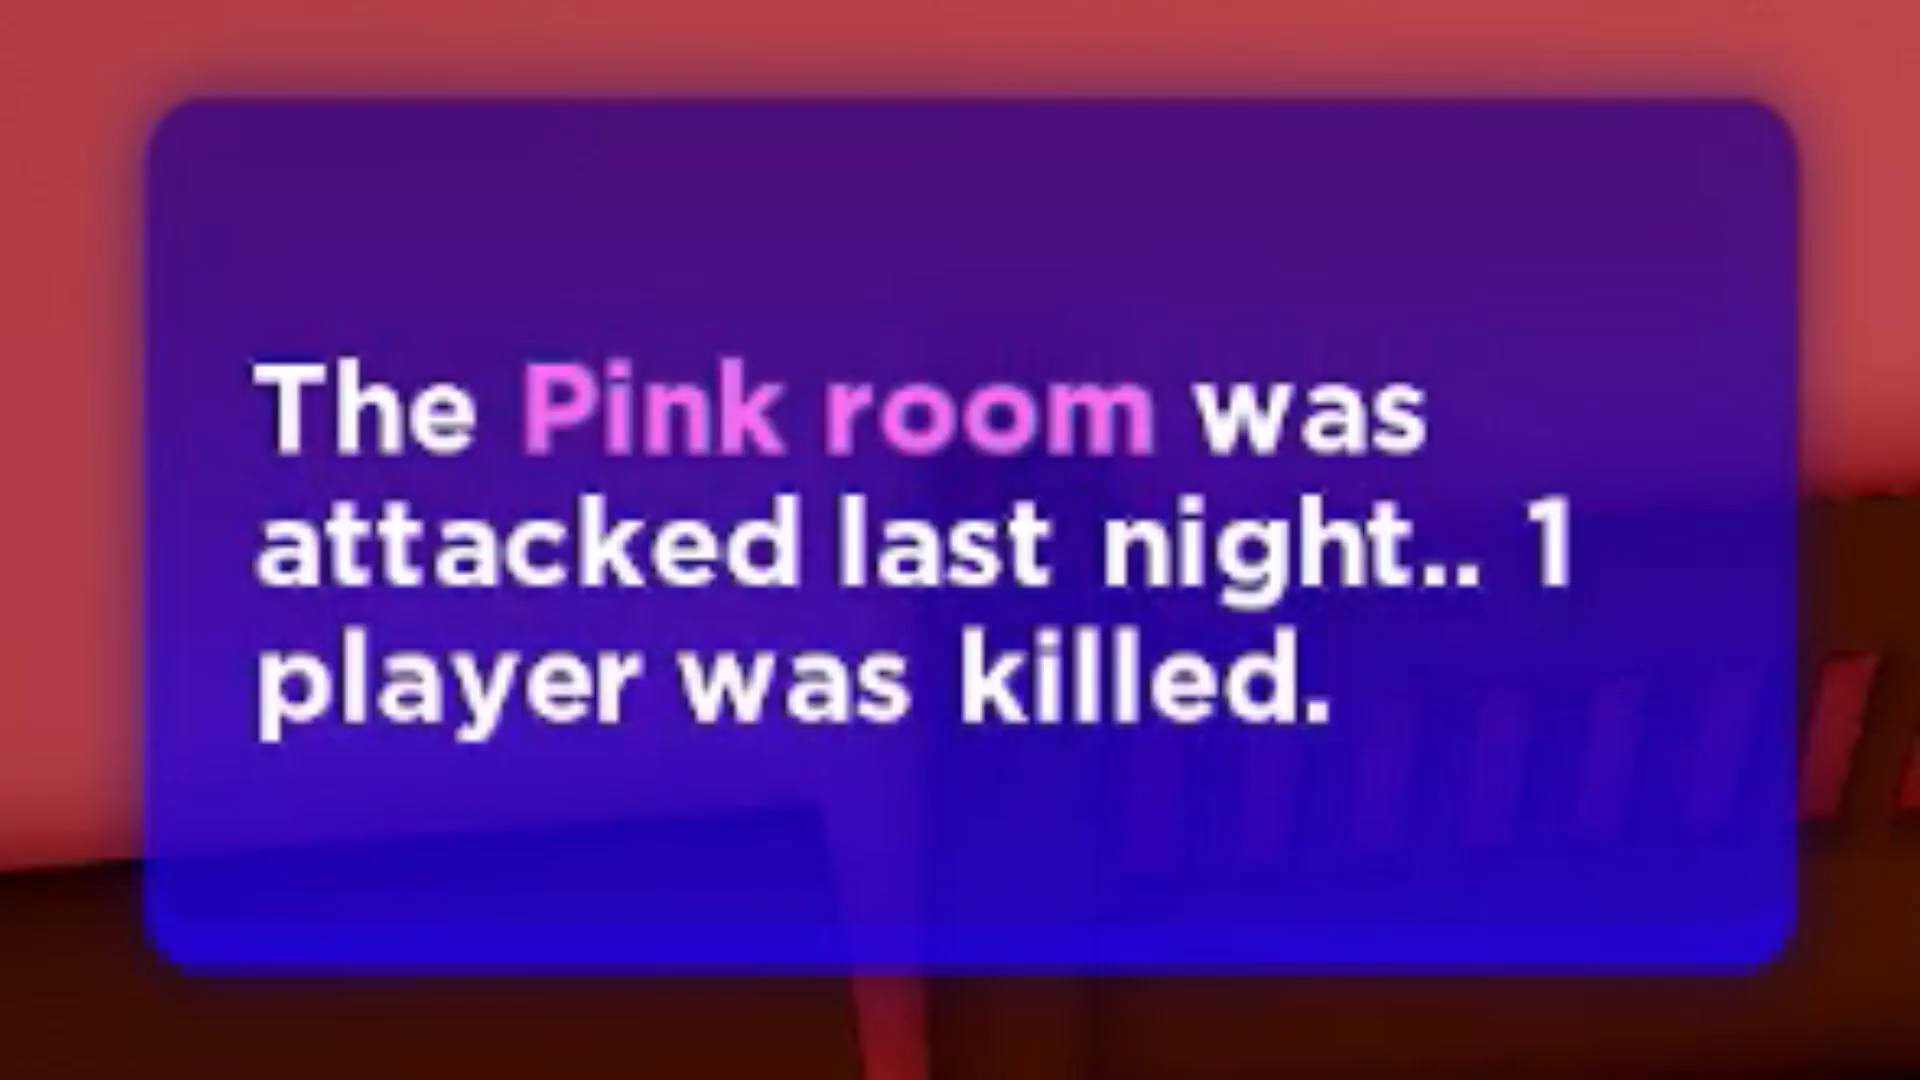 The Pink room was
attacked last night.. 1
player was killed.